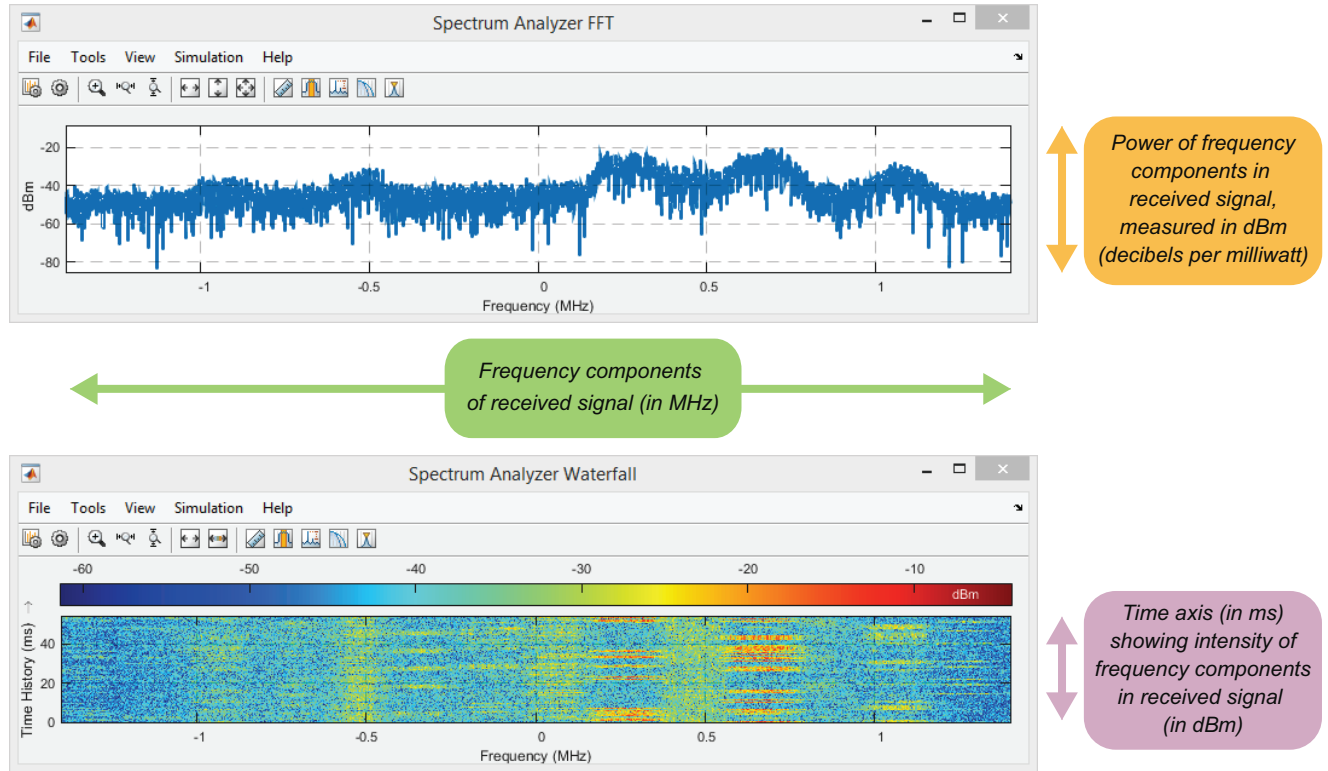 Spectrum Analyzer FFT
File Tools View Simulation Help
-20
-40
-60
-80
dBm
-1 -0.5 0 0.5 1
Frequency (MHz)
Power of frequency
components in
received signal,
measured in dBm
(decibels per milliwatt)
Frequency components
of received signal (in MHz)
Spectrum Analyzer Waterfall
File Tools View Simulation Help
-60 -50 -40 -30 -20 -10
dBm
Time History (ms)
40
20
0
-1 -0.5 0 0.5 1
Frequency (MHz)
Time axis (in ms)
showing intensity of
frequency components
in received signal
(in dBm)